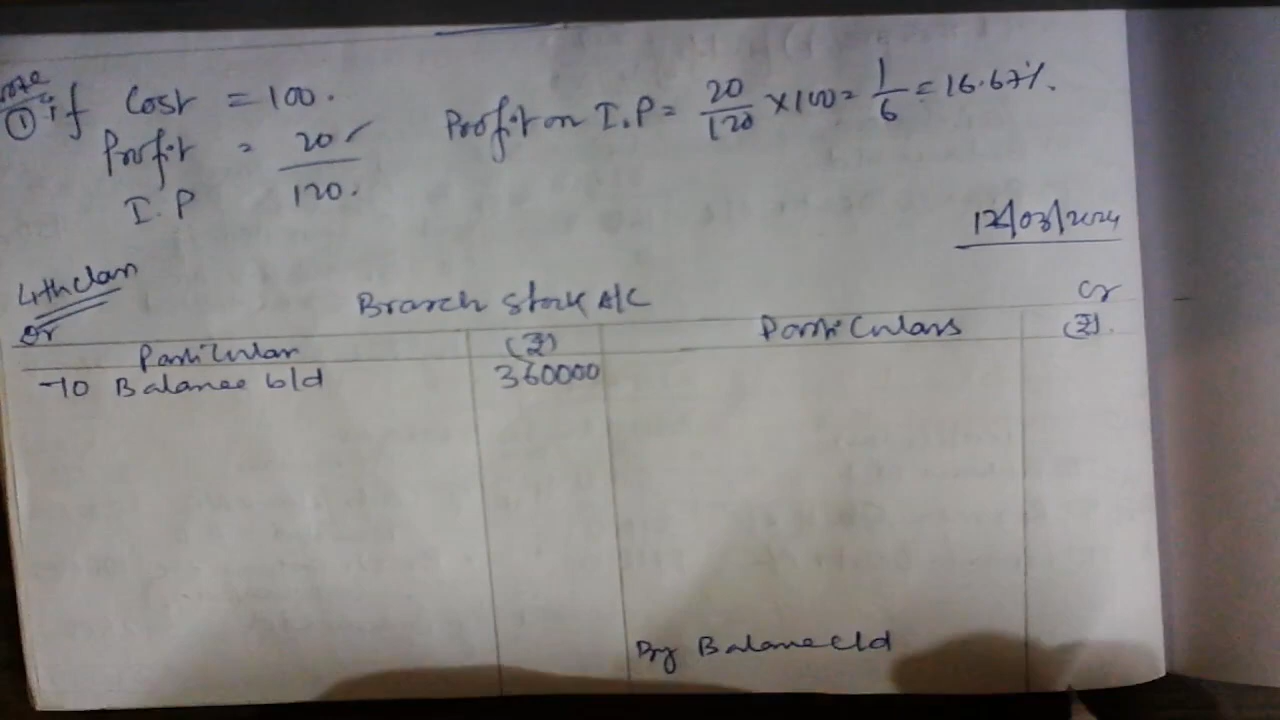 Note
① if Cost = 100.
Profit = 20
I.P 120.
Profit on I.P = 20/120 × 100 = 1/6 = 16.67%.
12/03/2024
4th class
Dr Branch Stock A/C Cr
Particular (₹) Particulars (₹).
To Balance b/d 360000
By Balance c/d